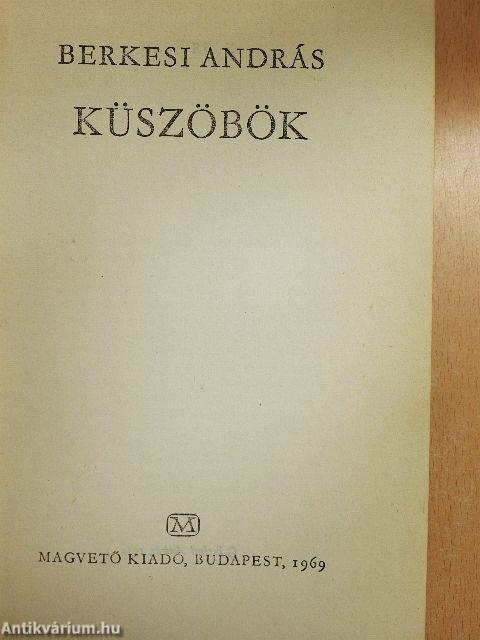 BERKESI ANDRÁS
KÜSZÖBÖK
M
MAGVETŐ KIADÓ, BUDAPEST, 1969
Antikvárium.hu